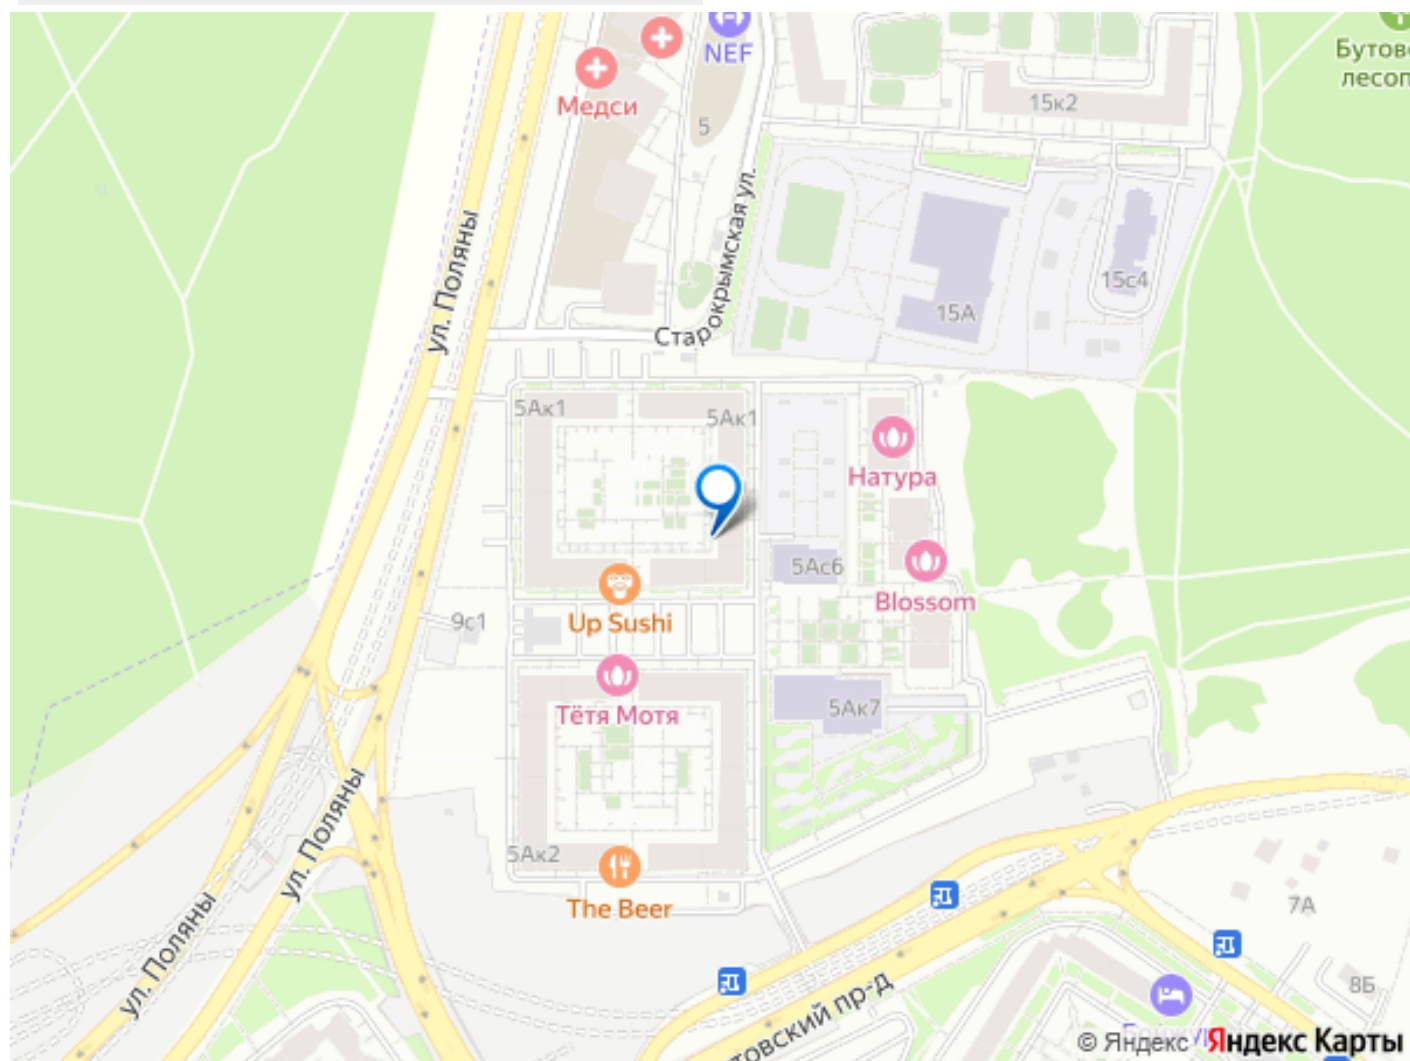 NEF
Медси
5
15к2
Бутовс
лесоп
ул. Поляны
Старокрымская ул.
15А
15с4
5Ак1
5Ак1
Натура
5Ас6
Blossom
Up Sushi
9с1
Тётя Мотя
5Ак7
ул. Поляны
5Ак2
The Beer
ул. Поляны
7А
8Б
товский пр-д
© Яндекс Яндекс Карты